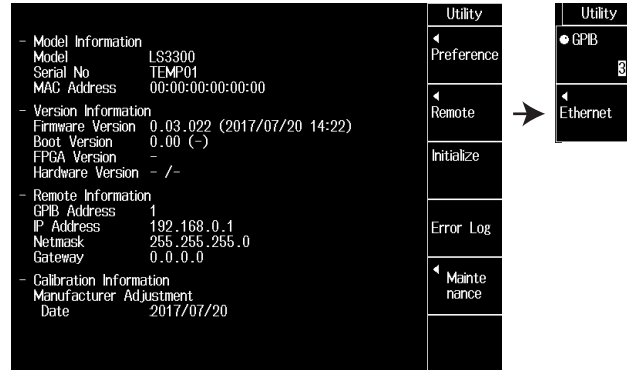 - Model Information
Model LS3300
Serial No TEMP01
MAC Address 00:00:00:00:00:00
- Version Information
Firmware Version 0.03.022 (2017/07/20 14:22)
Boot Version 0.00 (-)
FPGA Version -
Hardware Version - /-
- Remote Information
GPIB Address 1
IP Address 192.168.0.1
Netmask 255.255.255.0
Gateway 0.0.0.0
- Calibration Information
Manufacturer Adjustment
Date :2017/07/20
Utility
Preference
Remote
Initialize
Error Log
Mainte
nance
Utility
GPIB
3
Ethernet